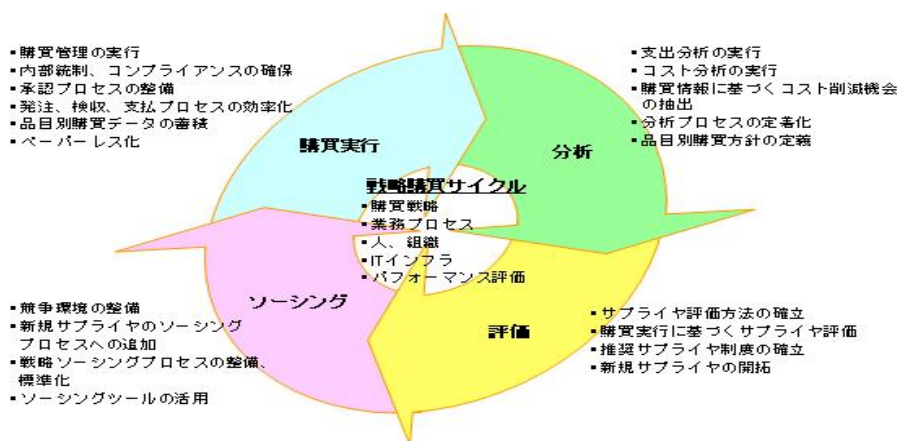 ▪購買管理の実行
▪内部統制、コンプライアンスの確保
▪承認プロセスの整備
▪発注、検収、支払プロセスの効率化
▪品目別購買データの蓄積
▪ペーパーレス化
購買実行
▪支出分析の実行
▪コスト分析の実行
▪購買情報に基づくコスト削減機会
の抽出
▪分析プロセスの定着化
▪品目別購買方針の定義
分析
戦略購買サイクル
▪購買戦略
▪業務プロセス
▪人、組織
▪ITインフラ
▪パフォーマンス評価
ソーシング
▪競争環境の整備
▪新規サプライヤのソーシング
プロセスへの追加
▪戦略ソーシングプロセスの整備、
標準化
▪ソーシングシールの活用
評価
▪サプライヤ評価方法の確立
▪購買実行に基づくサプライヤ評価
▪推奨サプライヤ制度の確立
▪新規サプライヤの開拓